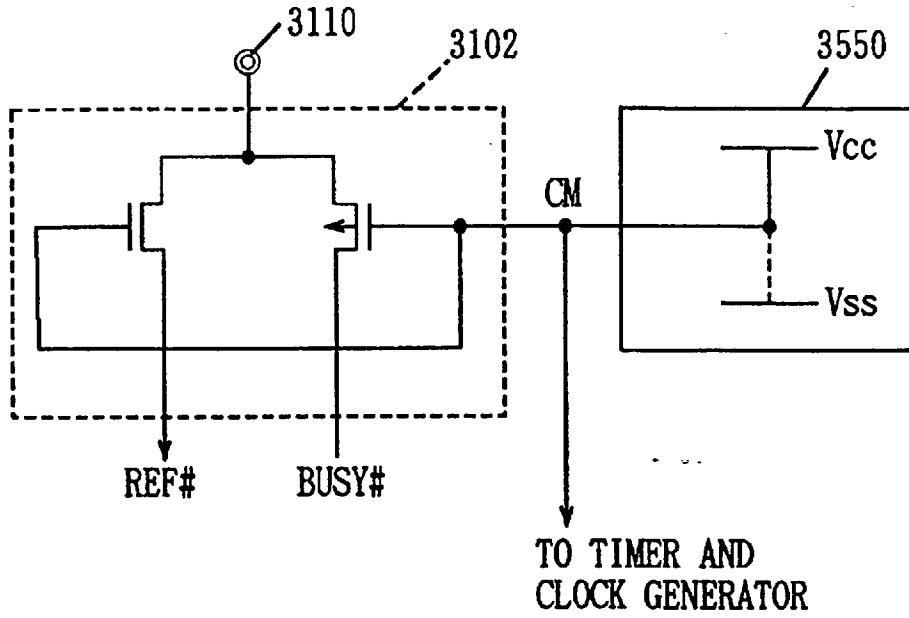 3110
3102
3550
Vcc
CM
Vss
REF#
BUSY#
TO TIMER AND
CLOCK GENERATOR